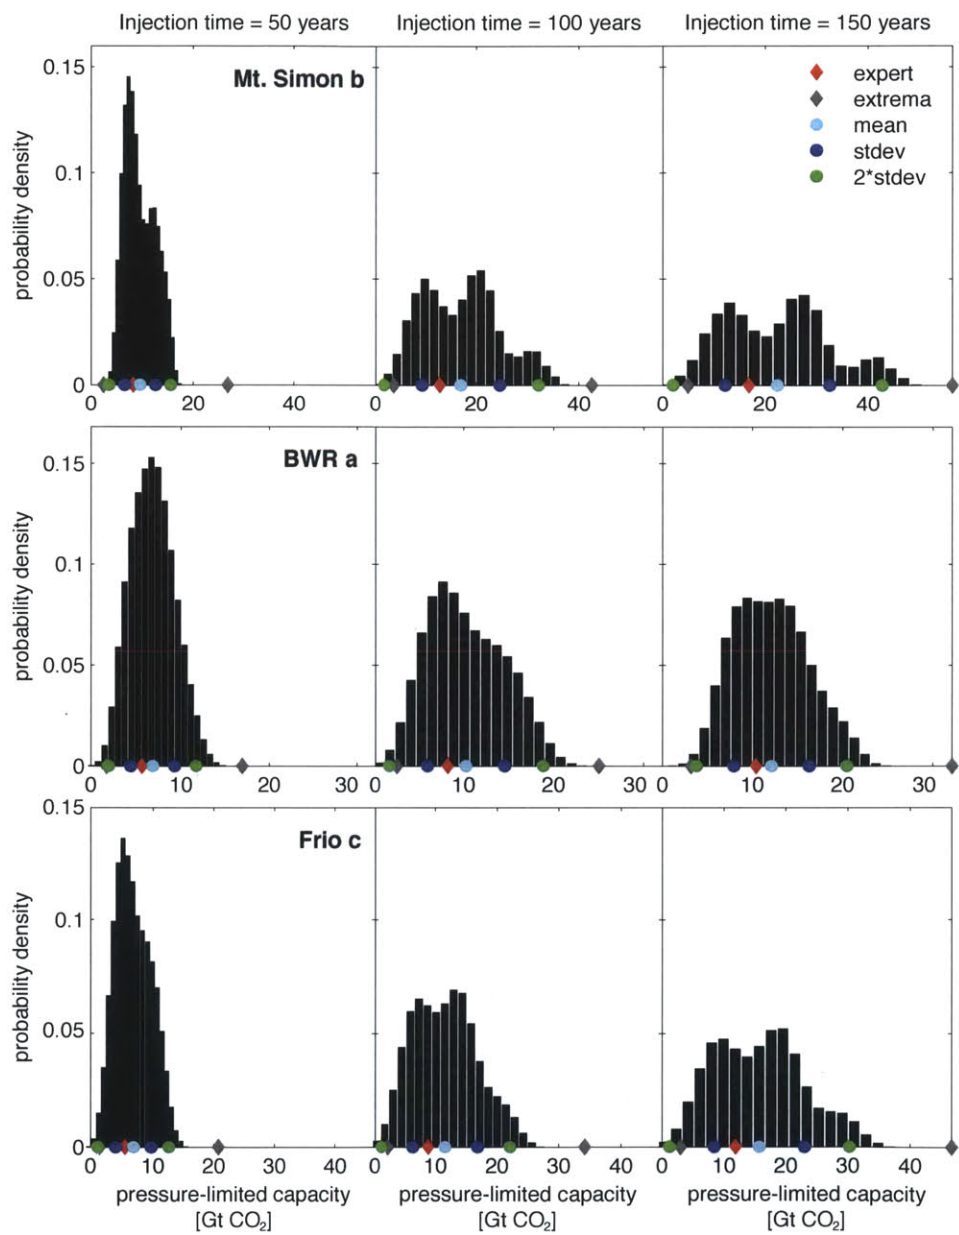 Injection time = 50 years
Injection time = 100 years
Injection time = 150 years
0.15
Mt. Simon b
expert
extrema
mean
stdev
2*stdev
0.1
0.05
0
probability density
0 20 40
0 20 40
0 20 40
0.15
BWR a
0.1
0.05
0
probability density
0 10 20 30
0 10 20 30
0 10 20 30
0.15
Frio c
0.1
0.05
0
probability density
0 10 20 30 40
0 10 20 30 40
0 10 20 30 40
pressure-limited capacity
[Gt CO₂]
pressure-limited capacity
[Gt CO₂]
pressure-limited capacity
[Gt CO₂]